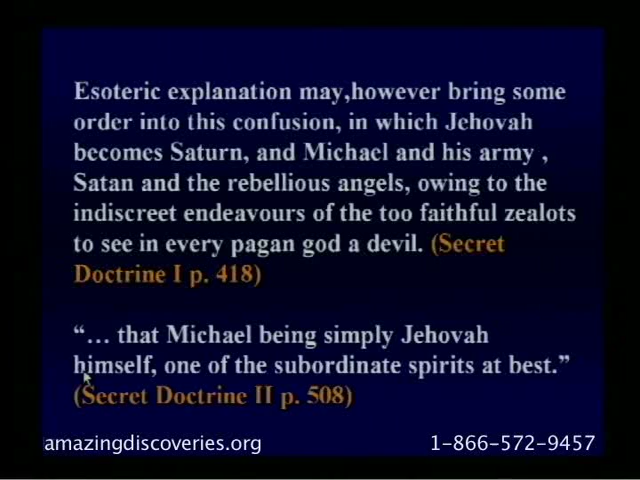 Esoteric explanation may,however bring some
order into this confusion, in which Jehovah
becomes Saturn, and Michael and his army ,
Satan and the rebellious angels, owing to the
indiscreet endeavours of the too faithful zealots
to see in every pagan god a devil. (Secret
Doctrine I p. 418)
“… that Michael being simply Jehovah
himself, one of the subordinate spirits at best.”
(Secret Doctrine II p. 508)
amazingdiscoveries.org 1-866-572-9457